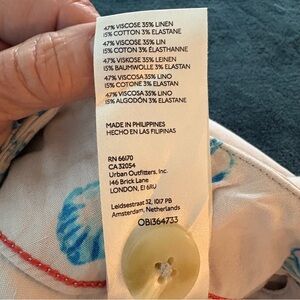 47% VISCOSE 35% LINEN
15% COTTON 3% ELASTANE
47% VISCOSE 35% LIN
15% COTON 3% ÉLASTHANNE
47% VISKOSE 35% LEINEN
15% BAUMWOLLE 3% ELASTAN
47% VISCOSA 35% LINO
15% COTONE 3% ELASTAN
47% VISCOSA 35% LINO
15% ALGODÓN 3% ELASTANO
MADE IN PHILIPPINES
HECHO EN LAS FILIPINAS
RN 66170
CA 32054
Urban Outfitters, Inc.
146 Brick Lane
LONDON, E1 6RU
Leidsestraat 32, 1017 PB
Amsterdam, Netherlands
OB1364733